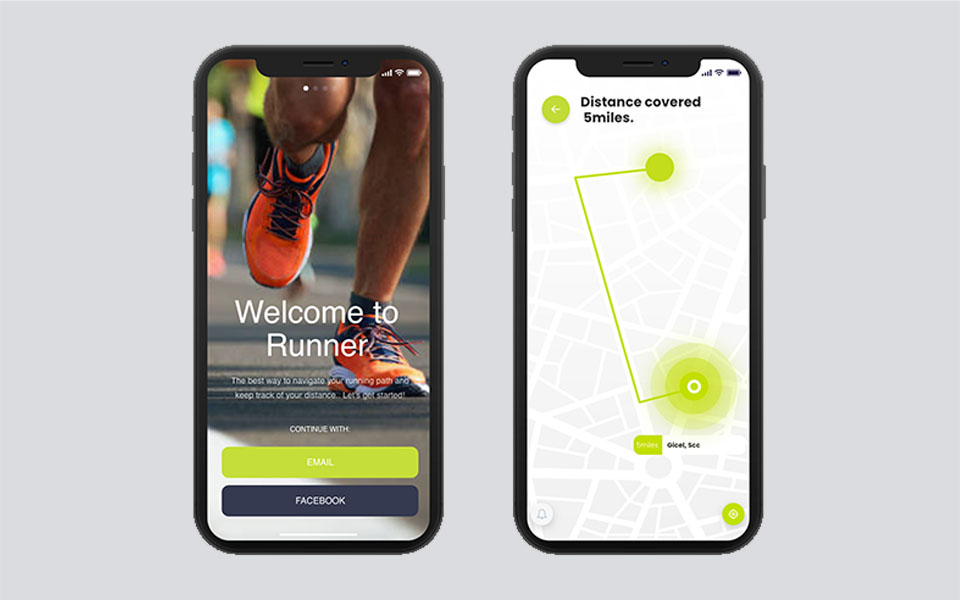 Welcome to
Runner
The best way to navigate your running path and
keep track of your distance. Let's get started!
CONTINUE WITH:
EMAIL
FACEBOOK
Distance covered
5miles.
5miles Gicel, Scc